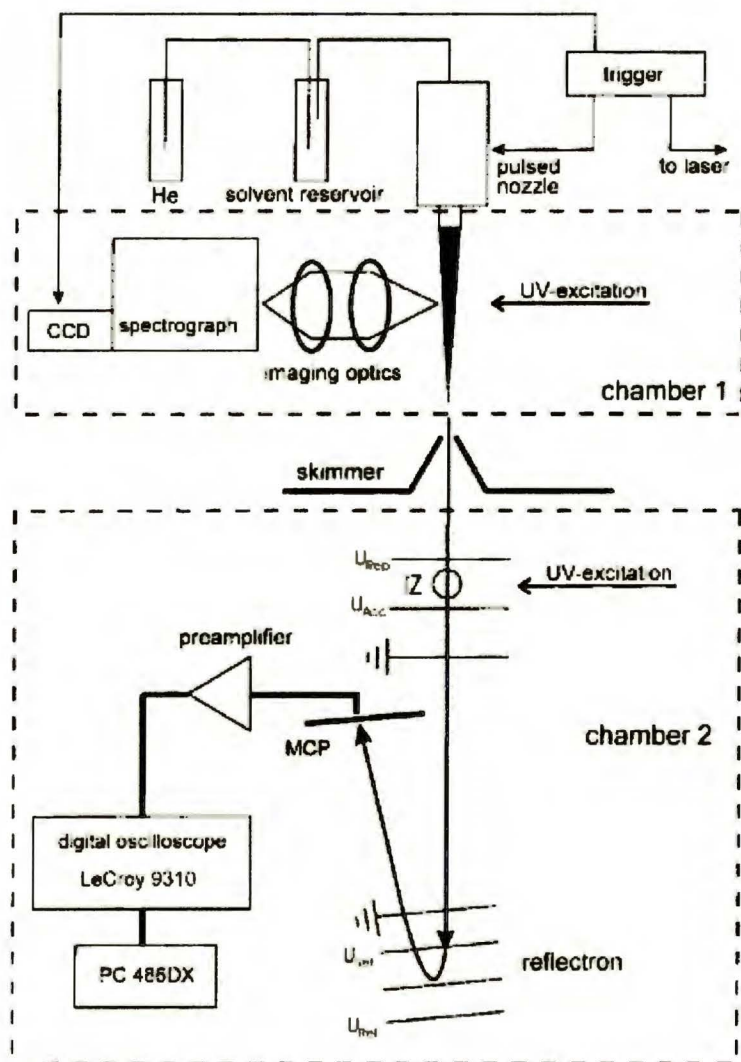 trigger
pulsed
nozzle
to laser
He
solvent reservoir
UV-excitation
CCD
spectrograph
imaging optics
chamber 1
skimmer
U
IZ
UV-excitation
U
preamplifier
MCP
chamber 2
digital oscilloscope
LeCroy 9310
PC 486DX
U
reflectron
U